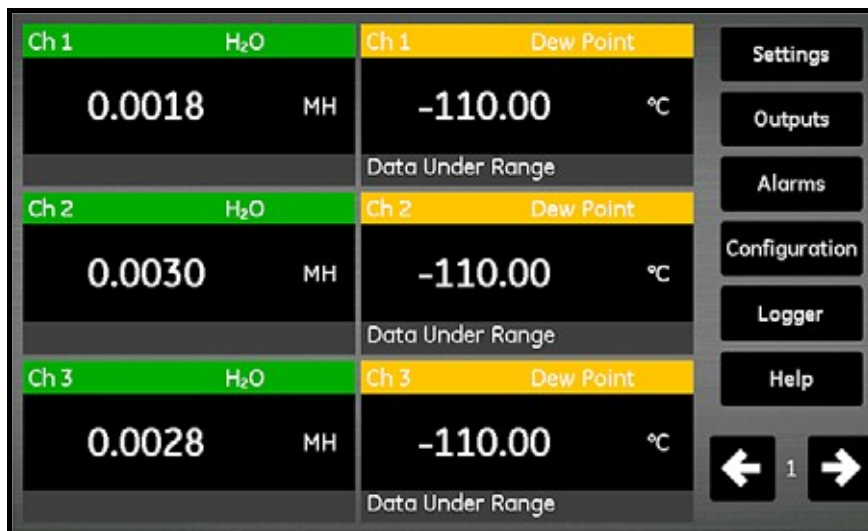 Ch 1 H₂O
0.0018 MH
Ch 1 Dew Point
-110.00 °C
Data Under Range
Ch 2 H₂O
0.0030 MH
Ch 2 Dew Point
-110.00 °C
Data Under Range
Ch 3 H₂O
0.0028 MH
Ch 3 Dew Point
-110.00 °C
Data Under Range
Settings
Outputs
Alarms
Configuration
Logger
Help
1